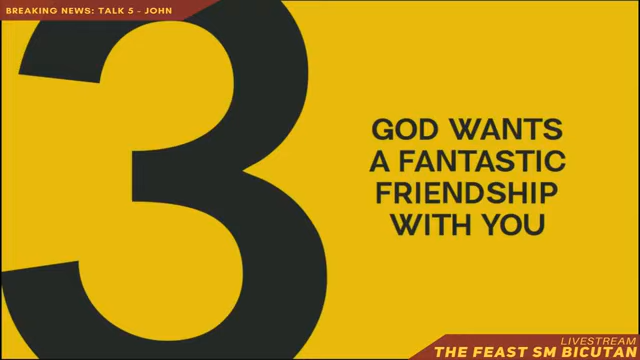 BREAKING NEWS: TALK 5 - JOHN
3
GOD WANTS
A FANTASTIC
FRIENDSHIP
WITH YOU
LIVESTREAM
THE FEAST SM BICUTAN